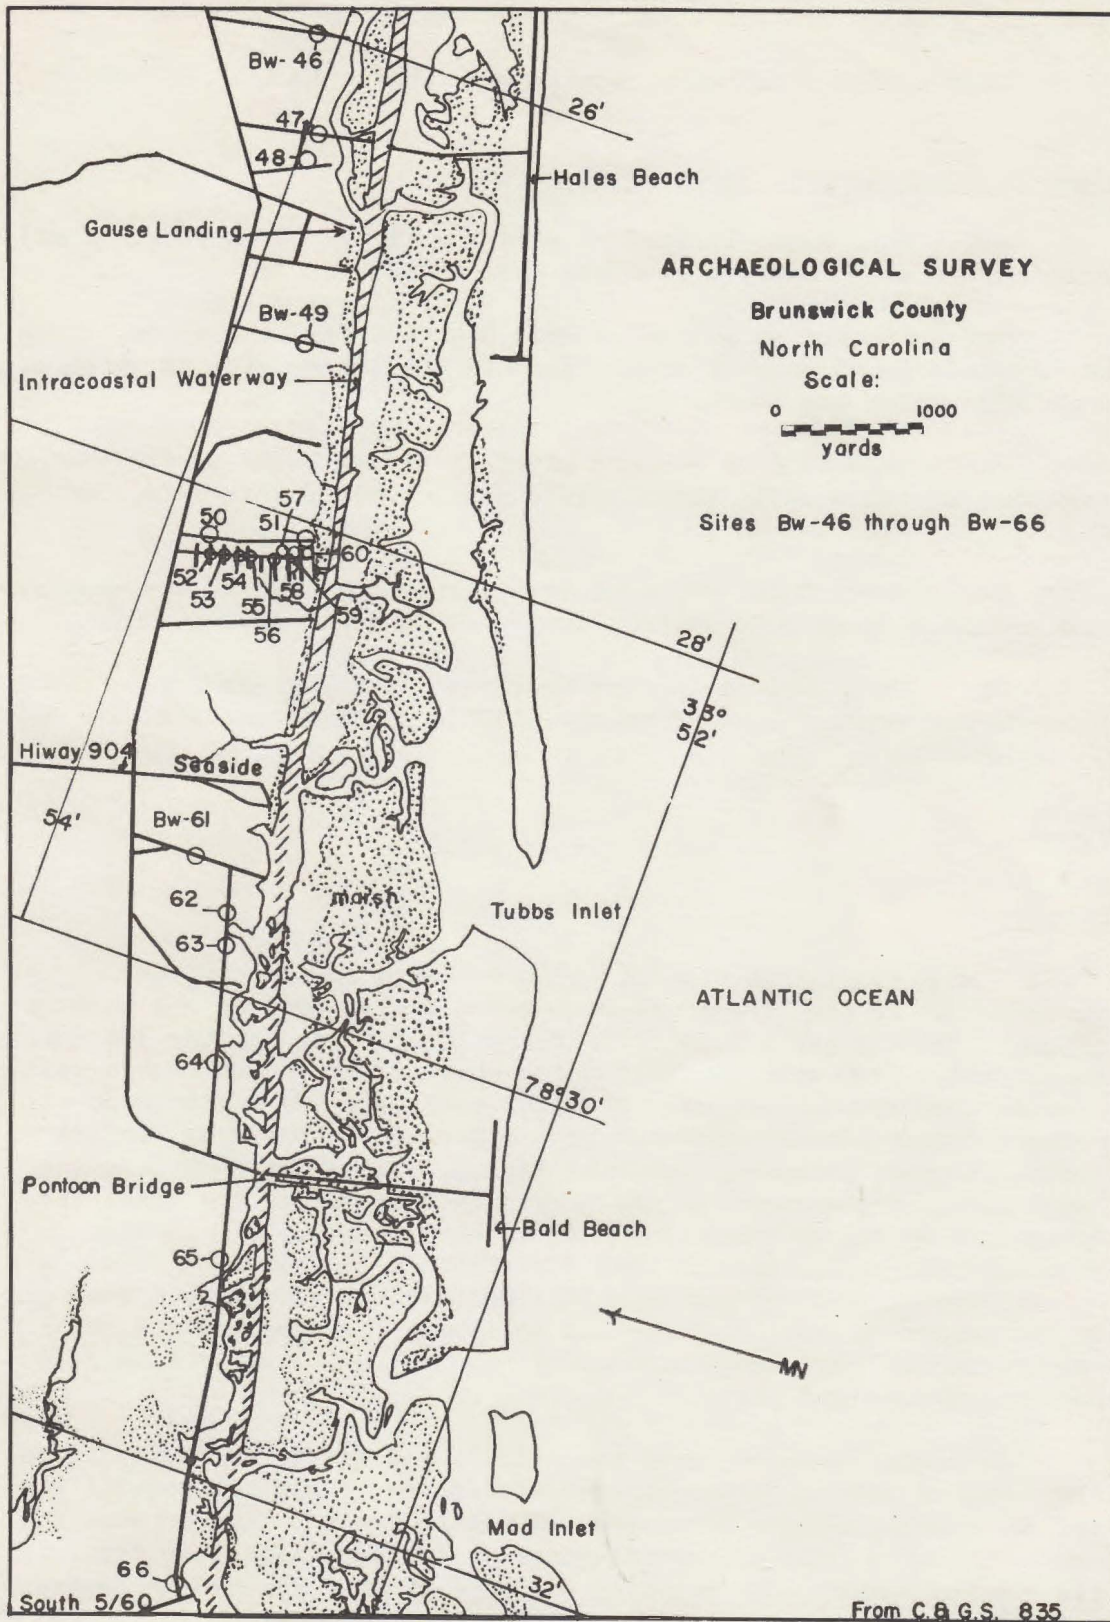 Bw-46
26'
47
48
Hales Beach
Gause Landing
ARCHAEOLOGICAL SURVEY
Brunswick County
North Carolina
Scale:
0 1000
yards
Bw-49
Intracoastal Waterway
Sites Bw-46 through Bw-66
57
50
51
60
52
54
58
53
55
59
56
28'
33°
52'
Hiway 904
Seaside
54'
Bw-61
62
marsh
Tubbs Inlet
63
ATLANTIC OCEAN
64
78°30'
Pontoon Bridge
Bald Beach
65
MN
Mad Inlet
66
32'
South 5/60
From C.& G.S. 835